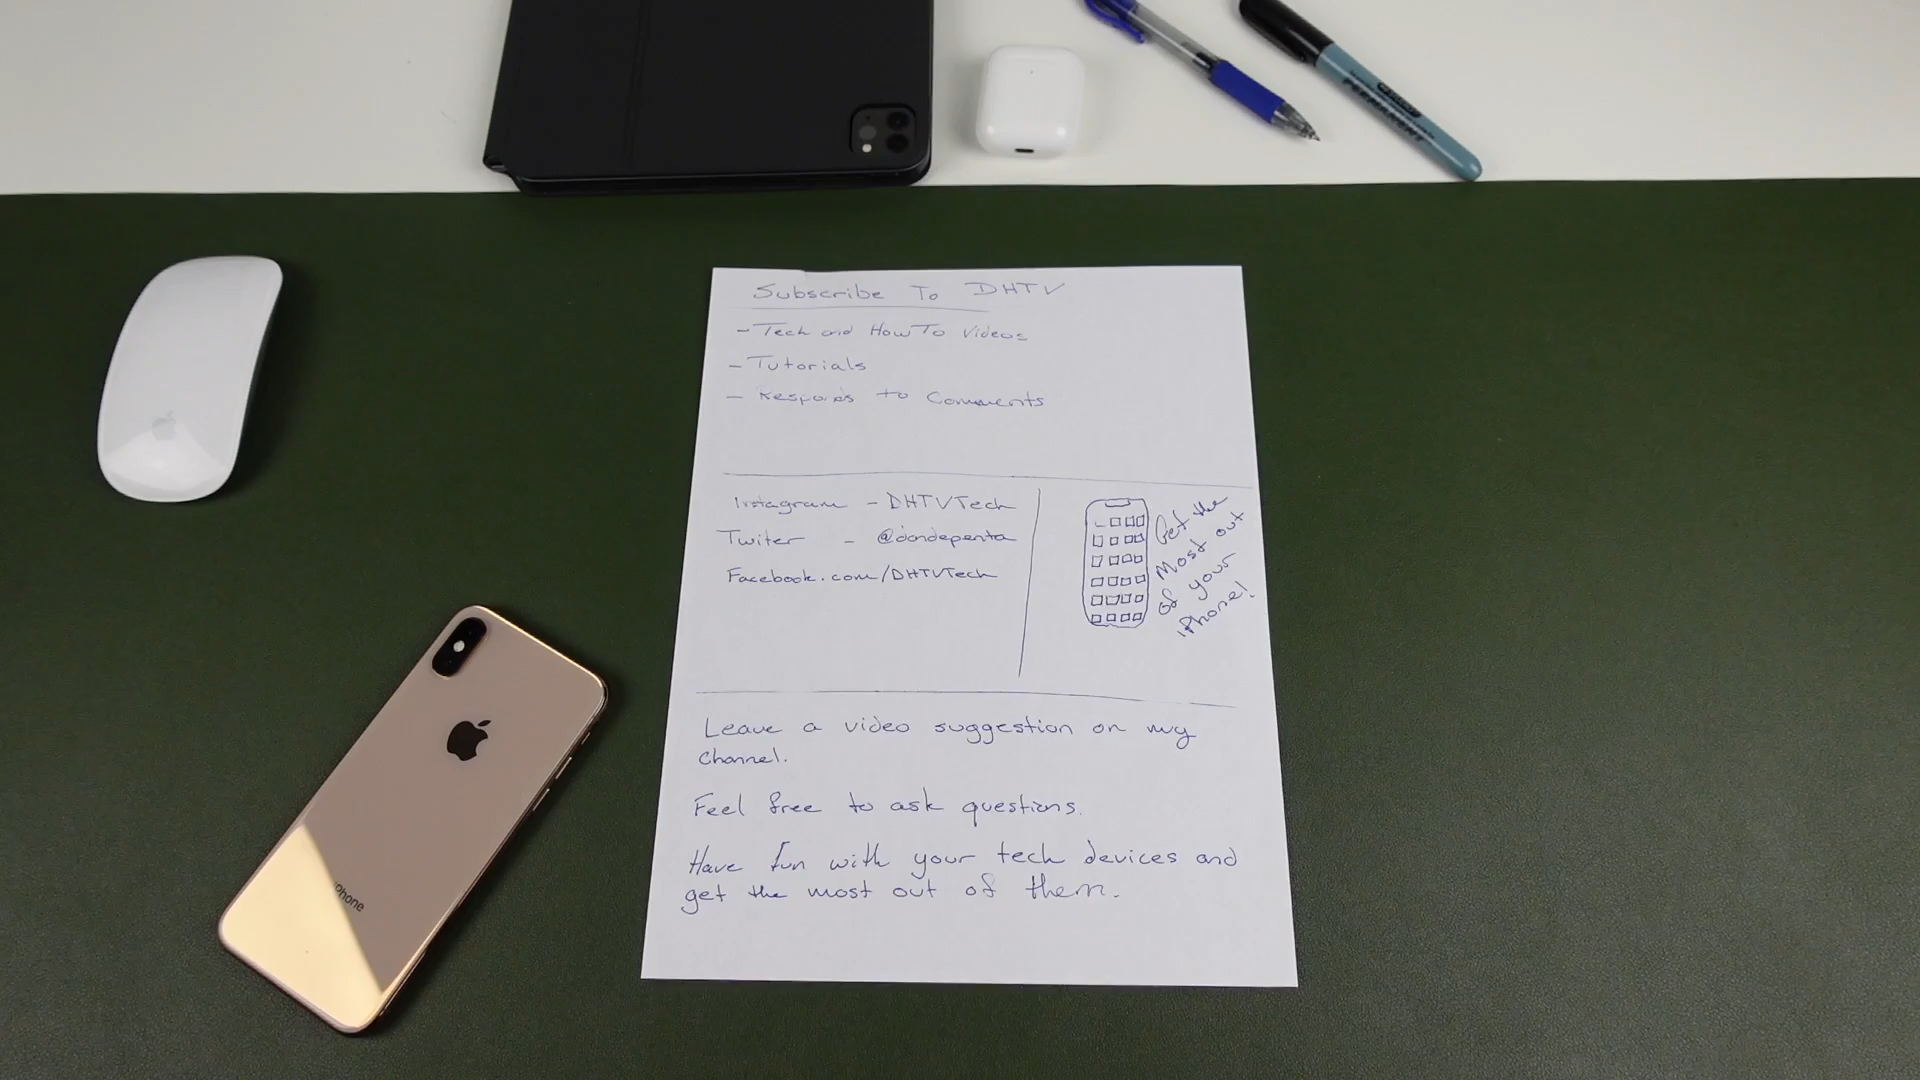 PERMANENT
Subscribe To DHTV
- Tech and HowTo Videos
- Tutorials
- Responds to Comments
Instagram - DHTVTech
Twiter - @dondepenta
Facebook.com/DHTVTech
Get the
Most out
of your
iPhone!
Leave a video suggestion on my
channel.
Feel free to ask questions.
Have fun with your tech devices and
get the most out of them.
iPhone